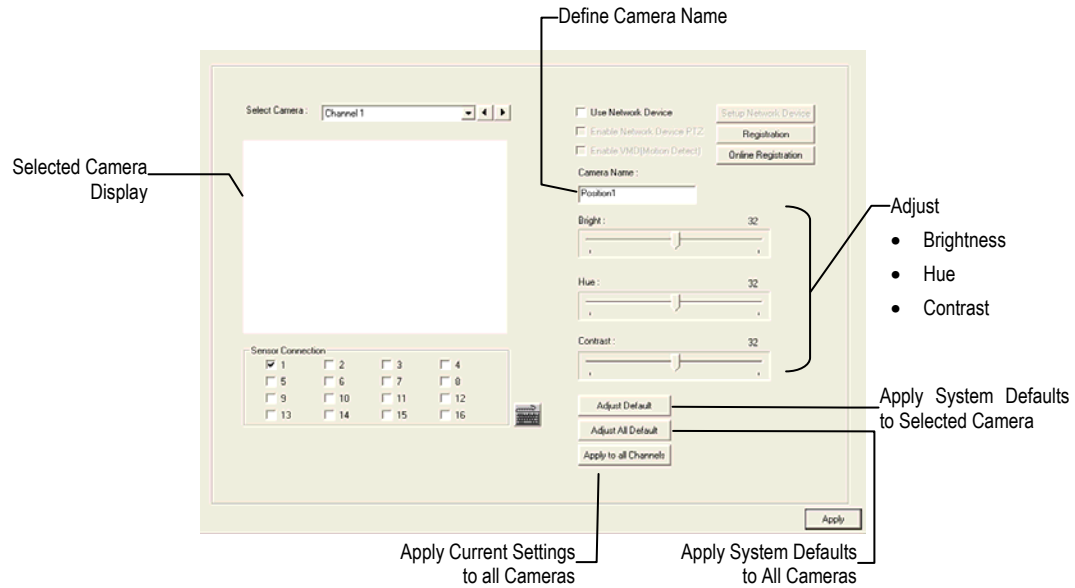 Define Camera Name
Select Camera :
Channel 1
Use Network Device
Setup Network Device
Enable Network Device PTZ
Registration
Enable VMD(Motion Detect)
Online Registration
Selected Camera
Display
Camera Name :
Position1
Adjust
• Brightness
• Hue
• Contrast
Bright :
32
Hue :
32
Contrast :
32
Sensor Connection
1 2 3 4
5 6 7 8
9 10 11 12
13 14 15 16
Adjust Default
Apply System Defaults
to Selected Camera
Adjust All Default
Apply to all Channels
Apply
Apply Current Settings
to all Cameras
Apply System Defaults
to All Cameras